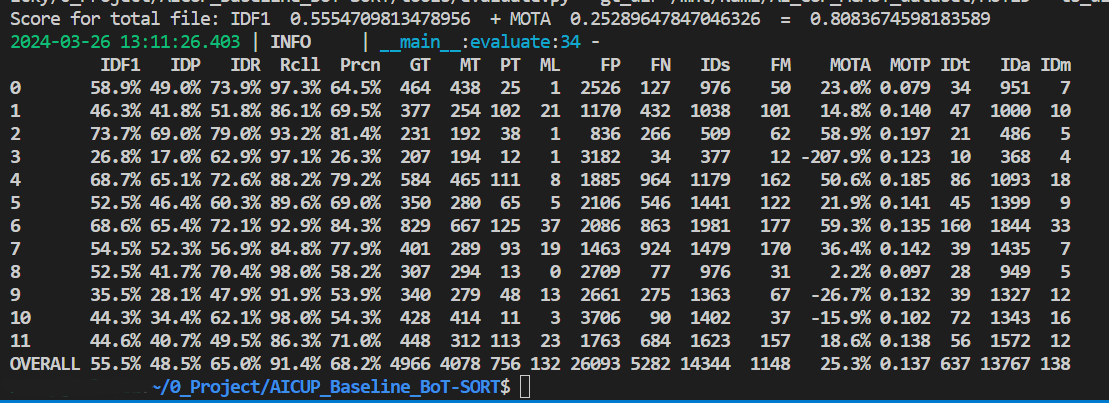 Score for total file: IDF1 0.5554709813478956 + MOTA 0.25289647847046326 = 0.8083674598183589
2024-03-26 13:11:26.403 | INFO | __main__:evaluate:34 -
IDF1 IDP IDR Rcll Prcn GT MT PT ML FP FN IDs FM MOTA MOTP IDt IDa IDm
0 58.9% 49.0% 73.9% 97.3% 64.5% 464 438 25 1 2526 127 976 50 23.0% 0.079 34 951 7
1 46.3% 41.8% 51.8% 86.1% 69.5% 377 254 102 21 1170 432 1038 101 14.8% 0.140 47 1000 10
2 73.7% 69.0% 79.0% 93.2% 81.4% 231 192 38 1 836 266 509 62 58.9% 0.197 21 486 5
3 26.8% 17.0% 62.9% 97.1% 26.3% 207 194 12 1 3182 34 377 12 -207.9% 0.123 10 368 4
4 68.7% 65.1% 72.6% 88.2% 79.2% 584 465 111 8 1885 964 1179 162 50.6% 0.185 86 1093 18
5 52.5% 46.4% 60.3% 89.6% 69.0% 350 280 65 5 2106 546 1441 122 21.9% 0.141 45 1399 9
6 68.6% 65.4% 72.1% 92.9% 84.3% 829 667 125 37 2086 863 1981 177 59.3% 0.135 160 1844 33
7 54.5% 52.3% 56.9% 84.8% 77.9% 401 289 93 19 1463 924 1479 170 36.4% 0.142 39 1435 7
8 52.5% 41.7% 70.4% 98.0% 58.2% 307 294 13 0 2709 77 976 31 2.2% 0.097 28 949 5
9 35.5% 28.1% 47.9% 91.9% 53.9% 340 279 48 13 2661 275 1363 67 -26.7% 0.132 39 1327 12
10 44.3% 34.4% 62.1% 98.0% 54.3% 428 414 11 3 3706 90 1402 37 -15.9% 0.102 72 1343 16
11 44.6% 40.7% 49.5% 86.3% 71.0% 448 312 113 23 1763 684 1623 157 18.6% 0.138 56 1572 12
OVERALL 55.5% 48.5% 65.0% 91.4% 68.2% 4966 4078 756 132 26093 5282 14344 1148 25.3% 0.137 637 13767 138
~/0_Project/AICUP_Baseline_BoT-SORT$